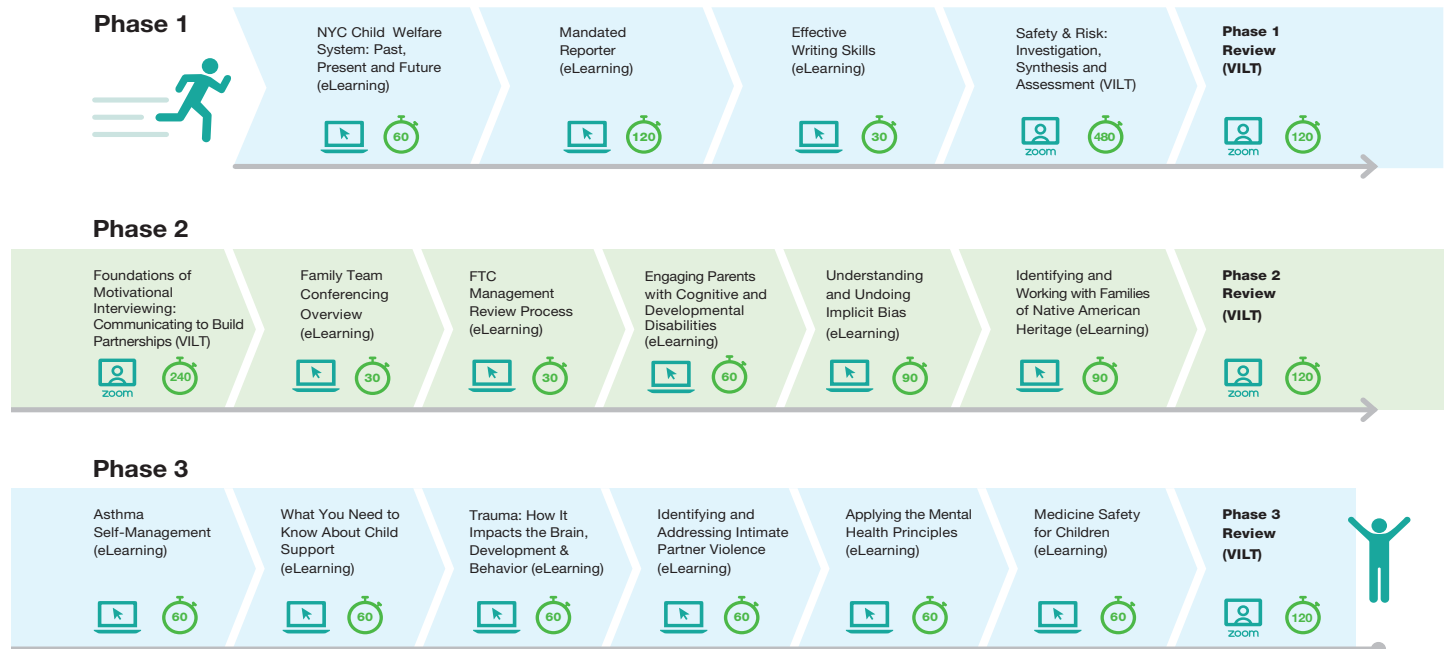 Phase 1
NYC Child Welfare
System: Past,
Present and Future
(eLearning)
60
Mandated
Reporter
(eLearning)
120
Effective
Writing Skills
(eLearning)
30
Safety & Risk:
Investigation,
Synthesis and
Assessment (VILT)
zoom
480
Phase 1
Review
(VILT)
zoom
120
Phase 2
Foundations of
Motivational
Interviewing:
Communicating to Build
Partnerships (VILT)
zoom
240
Family Team
Conferencing
Overview
(eLearning)
30
FTC
Management
Review Process
(eLearning)
30
Engaging Parents
with Cognitive and
Developmental
Disabilities
(eLearning)
60
Understanding
and Undoing
Implicit Bias
(eLearning)
90
Identifying and
Working with Families
of Native American
Heritage (eLearning)
90
Phase 2
Review
(VILT)
zoom
120
Phase 3
Asthma
Self-Management
(eLearning)
60
What You Need to
Know About Child
Support
(eLearning)
60
Trauma: How It
Impacts the Brain,
Development &
Behavior (eLearning)
60
Identifying and
Addressing Intimate
Partner Violence
(eLearning)
60
Applying the Mental
Health Principles
(eLearning)
60
Medicine Safety
for Children
(eLearning)
60
Phase 3
Review
(VILT)
zoom
120